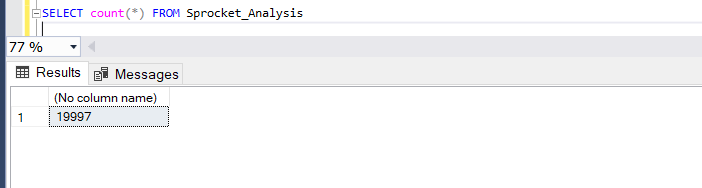 SELECT count(*) FROM Sprocket_Analysis
77 %
Results Messages
(No column name)
1 19997